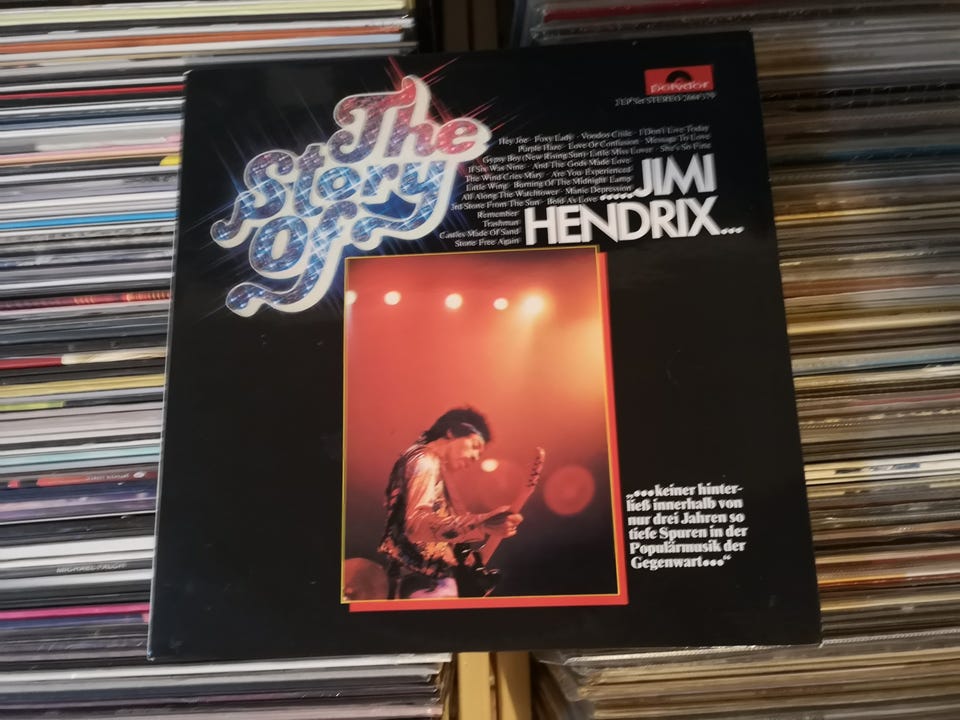 polydor
2 LP Set STEREO 2664 379
The
Story
Of
Hey Joe · Foxy Lady · Voodoo Chile · I Don't Live Today
Purple Haze · Love Or Confusion · Message To Love
Gypsy Boy (New Rising Sun) · Little Miss Lover · She's So Fine
If Six Was Nine · And The Gods Made Love
The Wind Cries Mary · Are You Experienced
Little Wing · Burning Of The Midnight Lamp
All Along The Watchtower · Manic Depression
3rd Stone From The Sun · Bold As Love
Remember
Trashman
Castles Made Of Sand
Stone Free Again
.....JIMI
HENDRIX...
„...keiner hinter-
ließ innerhalb von
nur drei Jahren so
tiefe Spuren in der
Populärmusik der
Gegenwart..."